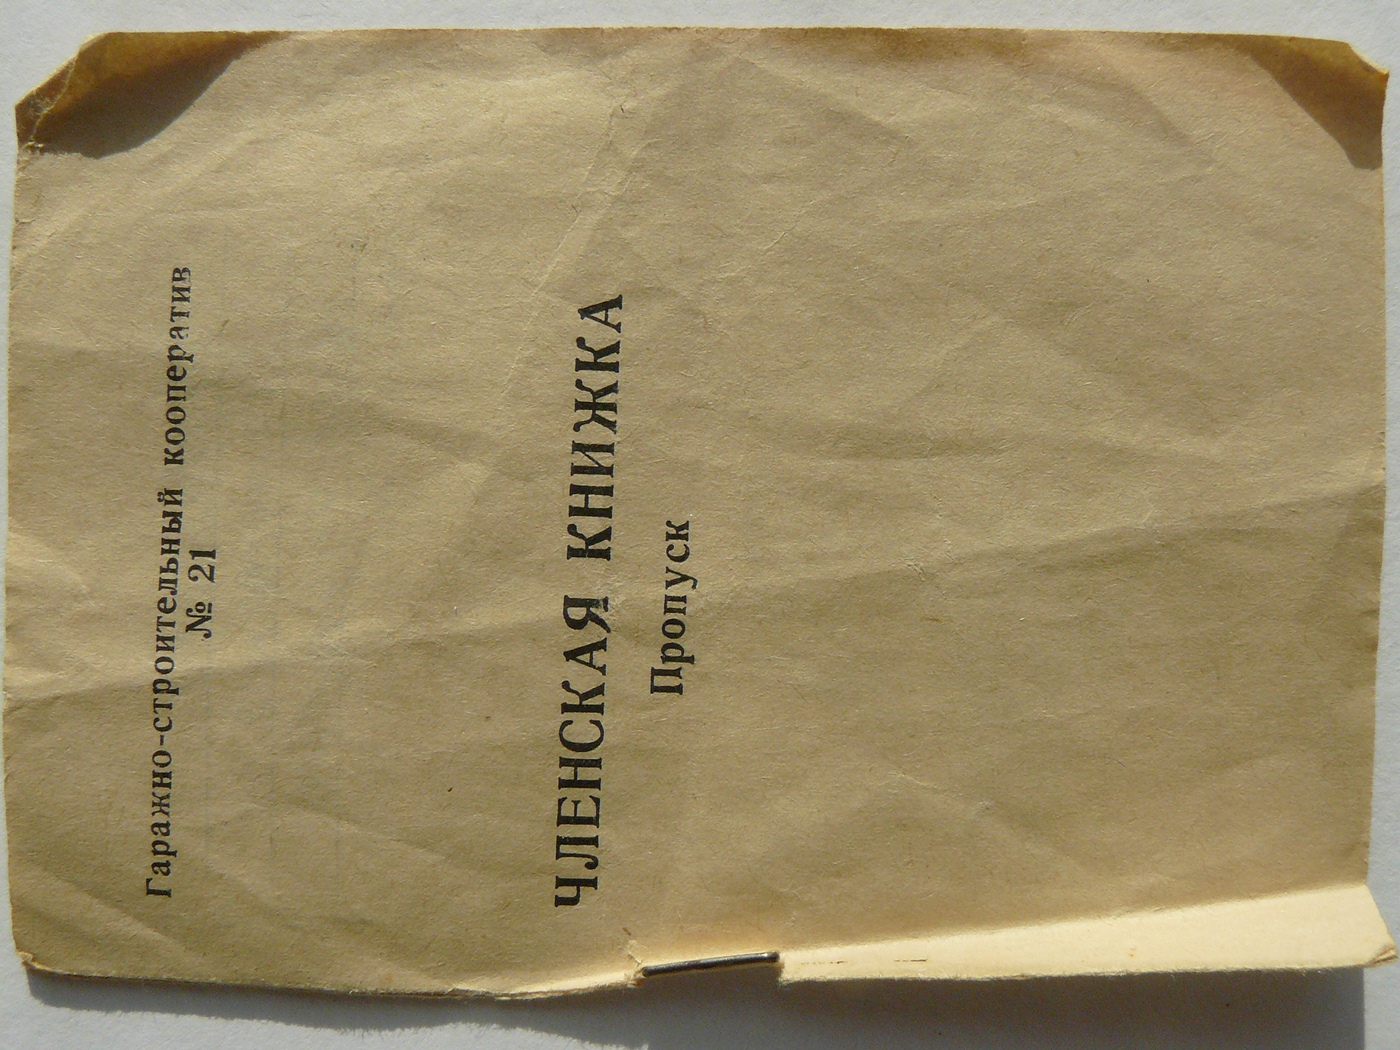 Гаражно-строительный кооператив
№ 21
ЧЛЕНСКАЯ КНИЖКА
Пропуск